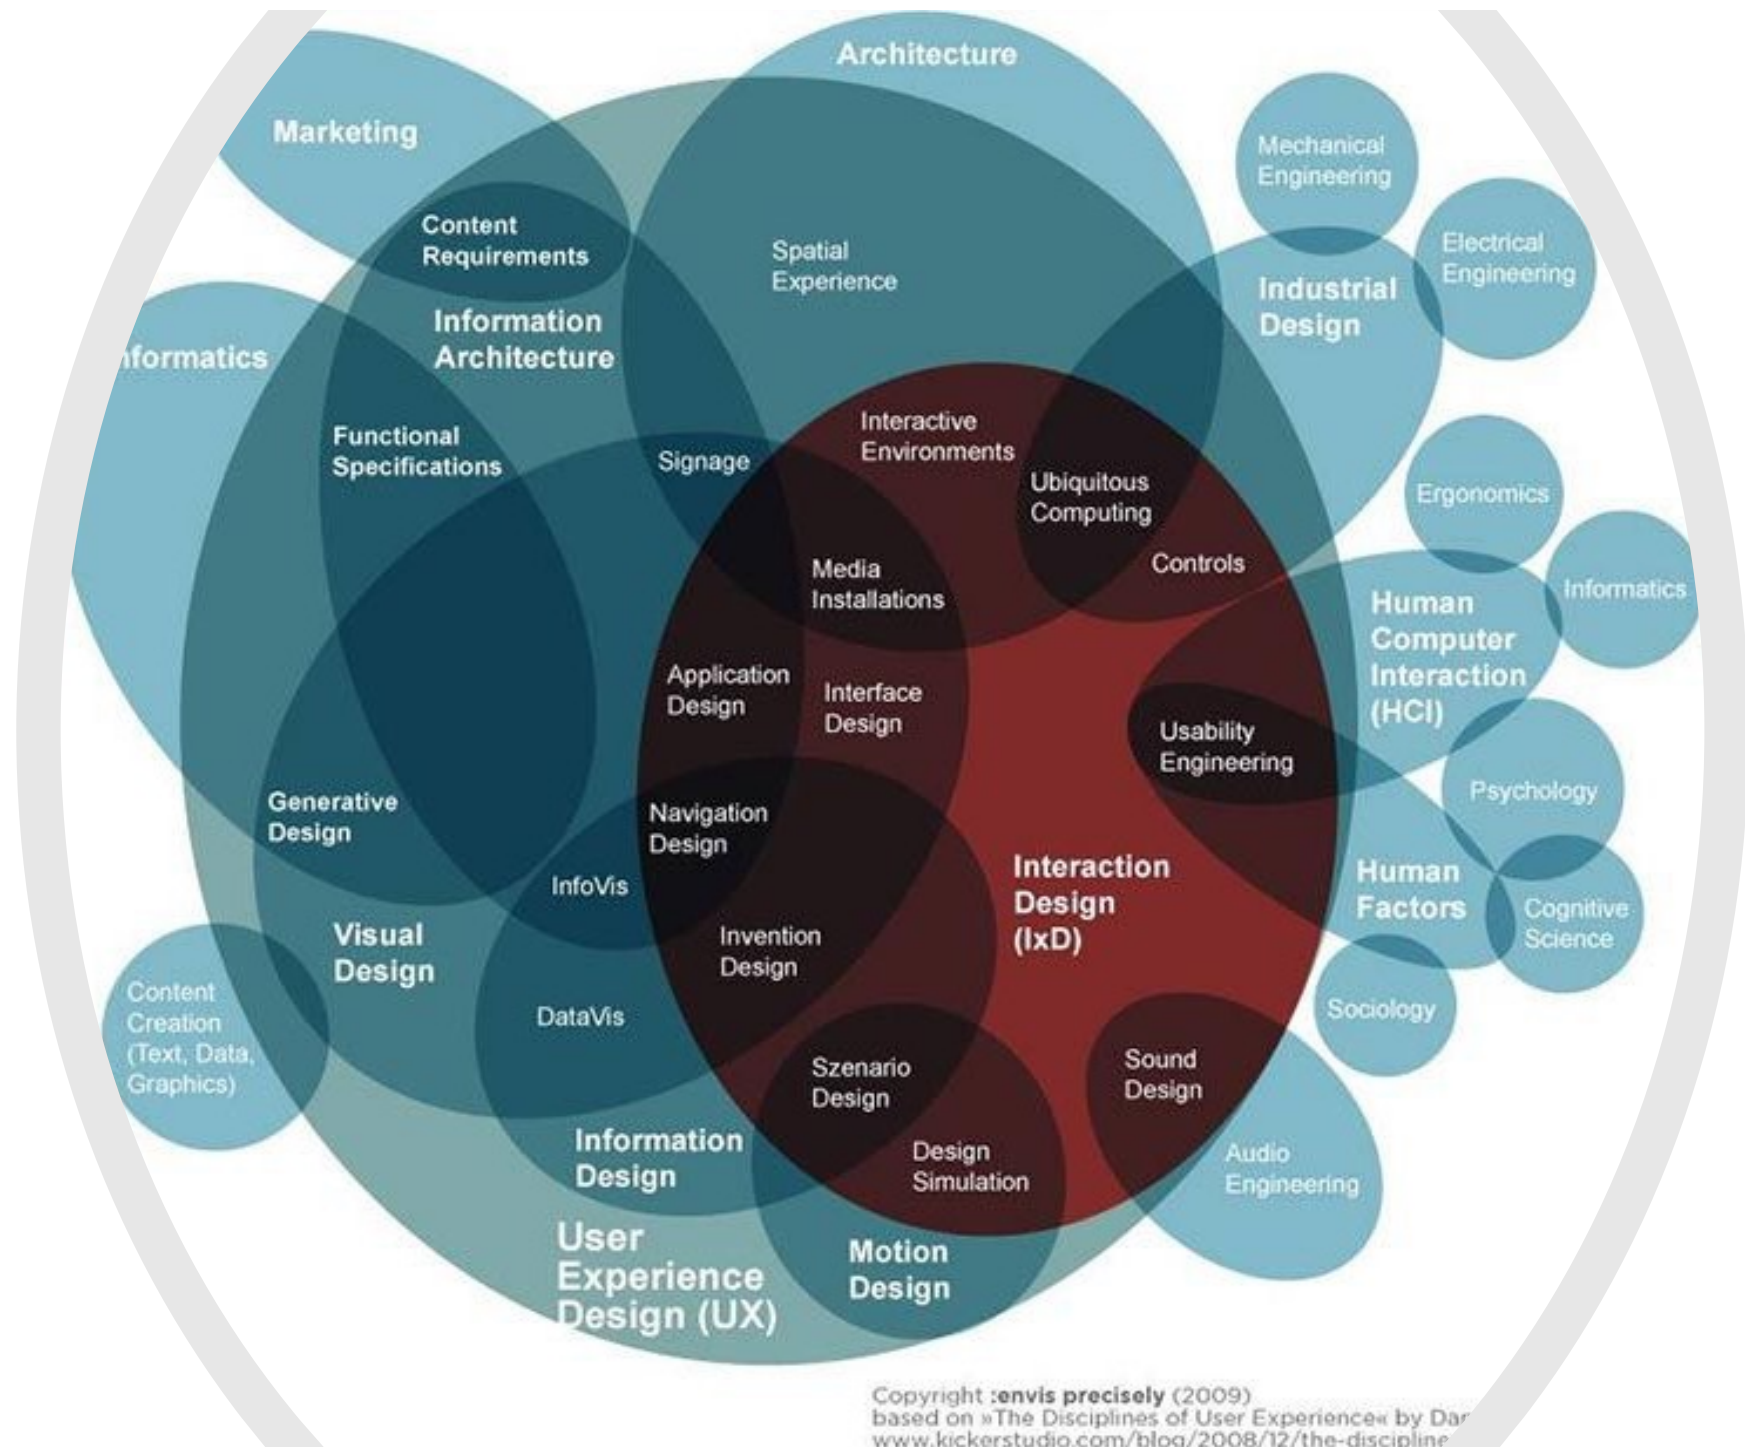 Architecture
Marketing
Mechanical
Engineering
Content
Requirements
Spatial
Experience
Electrical
Engineering
Industrial
Design
Information
Architecture
nformatics
Functional
Specifications
Signage
Interactive
Environments
Ubiquitous
Computing
Controls
Ergonomics
Informatics
Media
Installations
Human
Computer
Interaction
(HCI)
Application
Design
Interface
Design
Usability
Engineering
Psychology
Generative
Design
Navigation
Design
InfoVis
Interaction
Design
(IxD)
Human
Factors
Cognitive
Science
Visual
Design
Invention
Design
Content
Creation
(Text, Data,
Graphics)
DataVis
Sociology
Szenario
Design
Sound
Design
Information
Design
Design
Simulation
Audio
Engineering
User
Experience
Design (UX)
Motion
Design
Copyright :envis precisely (2009)
based on »The Disciplines of User Experience« by Da
www.kickerstudio.com/blog/2008/12/the-discipline